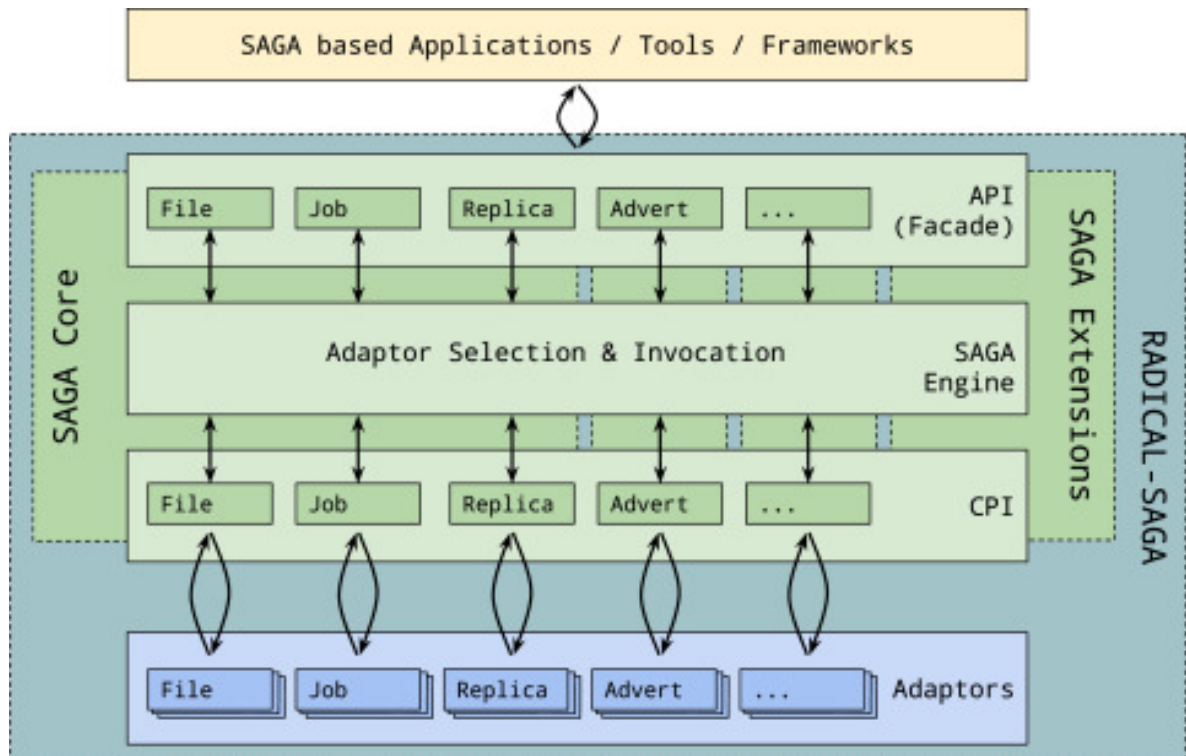 SAGA based Applications / Tools / Frameworks
File
Job
Replica
Advert
...
API
(Facade)
SAGA Core
SAGA Extensions
RADICAL-SAGA
Adaptor Selection & Invocation
SAGA
Engine
File
Job
Replica
Advert
...
CPI
File
Job
Replica
Advert
...
Adaptors